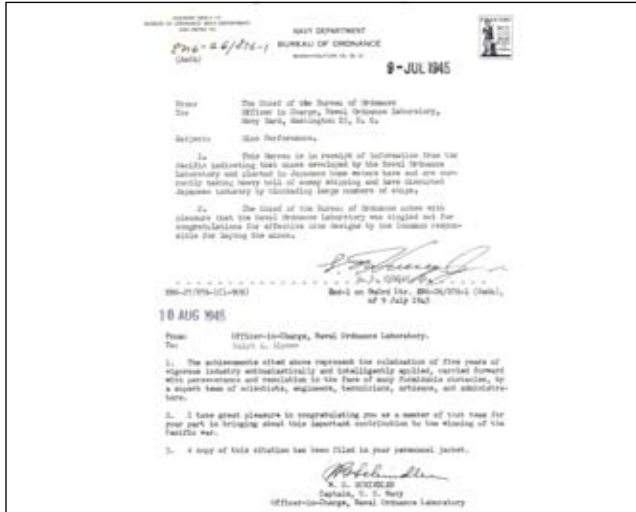 NAVY DEPARTMENT
BUREAU OF ORDNANCE
(Re6k)
9-JUL 1945
From: The Chief of the Bureau of Ordnance
To: Officer in Charge, Naval Ordnance Laboratory,
Navy Yard, Washington 25, D. C.
Subject: Mine Performance.
1. This Bureau is in receipt of information from the
Pacific indicating that mines developed by the Naval Ordnance
Laboratory and planted in Japanese home waters have and are cur-
rently taking heavy toll of enemy shipping and have disrupted
Japanese industry by blockading large numbers of ships.
2. The Chief of the Bureau of Ordnance notes with
pleasure that the Naval Ordnance Laboratory was singled out for
congratulations for effective mine designs by the Command respon-
sible for laying the mines.
of 9 July 1945
10 AUG 1945
From: Officer-in-Charge, Naval Ordnance Laboratory.
To: Ralph
1. The achievements cited above represent the culmination of five years of
vigorous industry enthusiastically and intelligently applied, carried forward
with perseverance and resolution in the face of many formidable obstacles, by
a superb team of scientists, engineers, technicians, artisans, and administra-
tors.
2. I take great pleasure in congratulating you as a member of that team for
your part in bringing about this important contribution to the winning of the
Pacific war.
3. A copy of this citation has been filed in your personnel jacket.
SCHINDLER
Captain, U. S. Navy
Officer-in-Charge, Naval Ordnance Laboratory